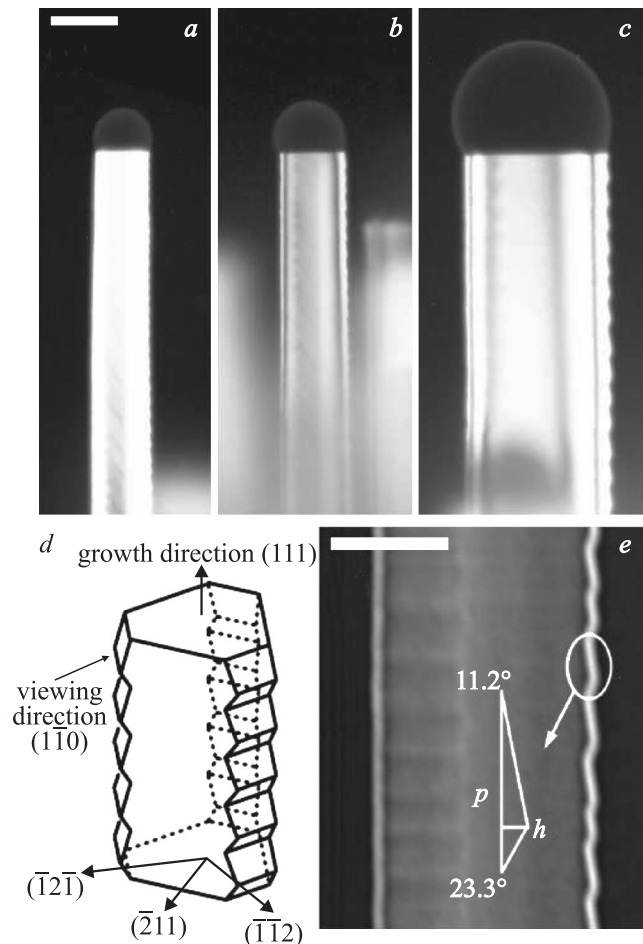 a
b
c
d
growth direction (111)
viewing
direction
(11̄0)
(1̄21̄)
(2̄11)
(1̄1̄2)
e
11.2°
p
h
23.3°